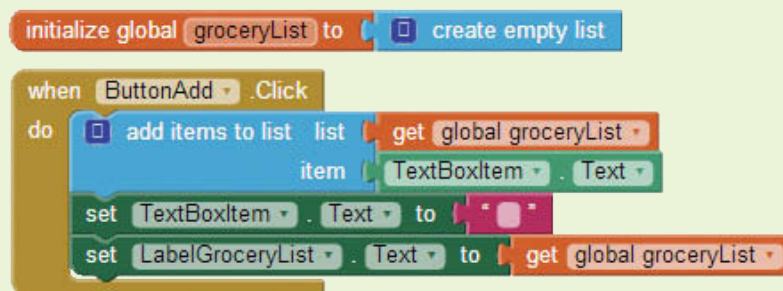 initialize global groceryList to create empty list
when ButtonAdd .Click
do add items to list list get global groceryList
item TextBoxItem . Text
set TextBoxItem . Text to " "
set LabelGroceryList . Text to get global groceryList